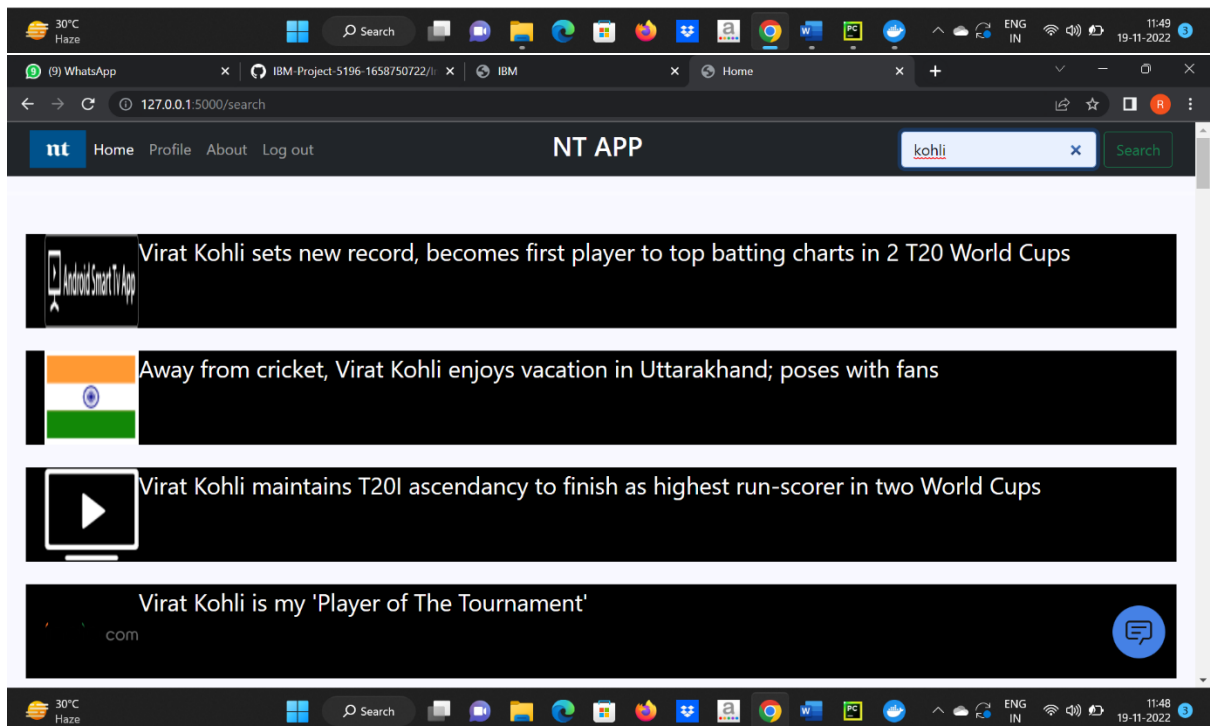 30°C
Haze
Search
ENG
IN
11:49
19-11-2022
3
(9) WhatsApp
IBM-Project-5196-1658750722/In
IBM
Home
127.0.0.1:5000/search
R
nt Home Profile About Log out
NT APP
kohli
Search
Android Smart Tv App
Virat Kohli sets new record, becomes first player to top batting charts in 2 T20 World Cups
Away from cricket, Virat Kohli enjoys vacation in Uttarakhand; poses with fans
Virat Kohli maintains T20I ascendancy to finish as highest run-scorer in two World Cups
Virat Kohli is my 'Player of The Tournament'
com
30°C
Haze
Search
ENG
IN
11:48
19-11-2022
3